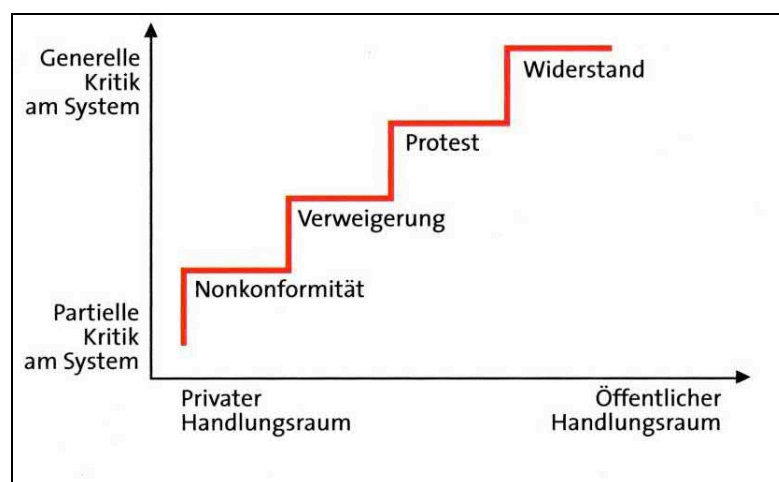 Generelle
Kritik
am System
Widerstand
Protest
Verweigerung
Nonkonformität
Partielle
Kritik
am System
Privater
Handlungsraum
Öffentlicher
Handlungsraum